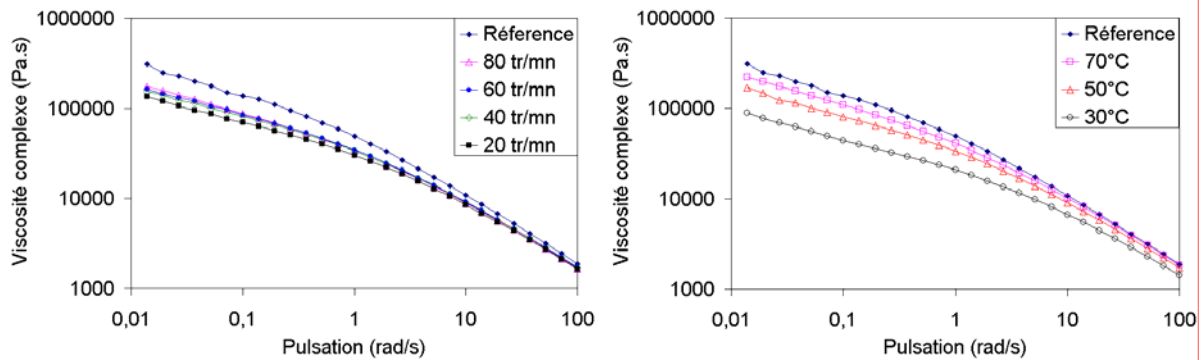 1000000
100000
10000
1000
Viscosité complexe (Pa.s)
Réference
80 tr/mn
60 tr/mn
40 tr/mn
20 tr/mn
0,01
0,1
1
10
100
Pulsation (rad/s)
1000000
100000
10000
1000
Viscosité complexe (Pa.s)
Réference
70°C
50°C
30°C
0,01
0,1
1
10
100
Pulsation (rad/s)